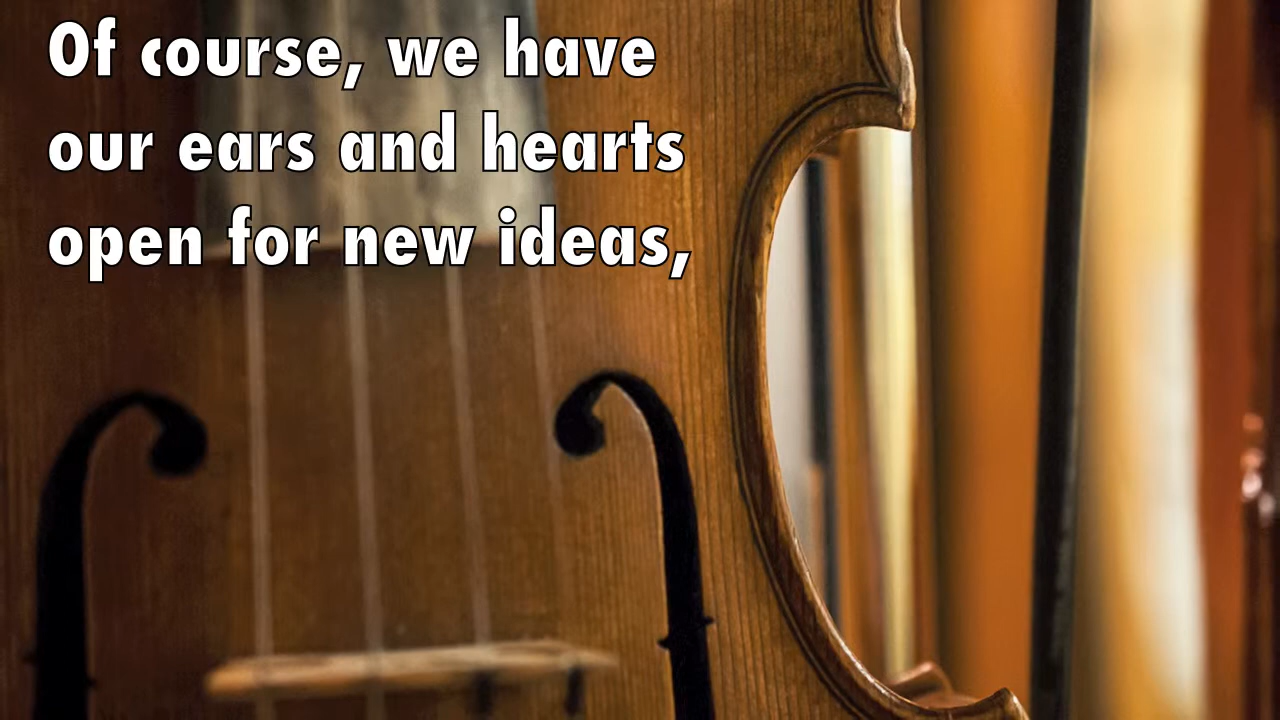 Of course, we have
our ears and hearts
open for new ideas,